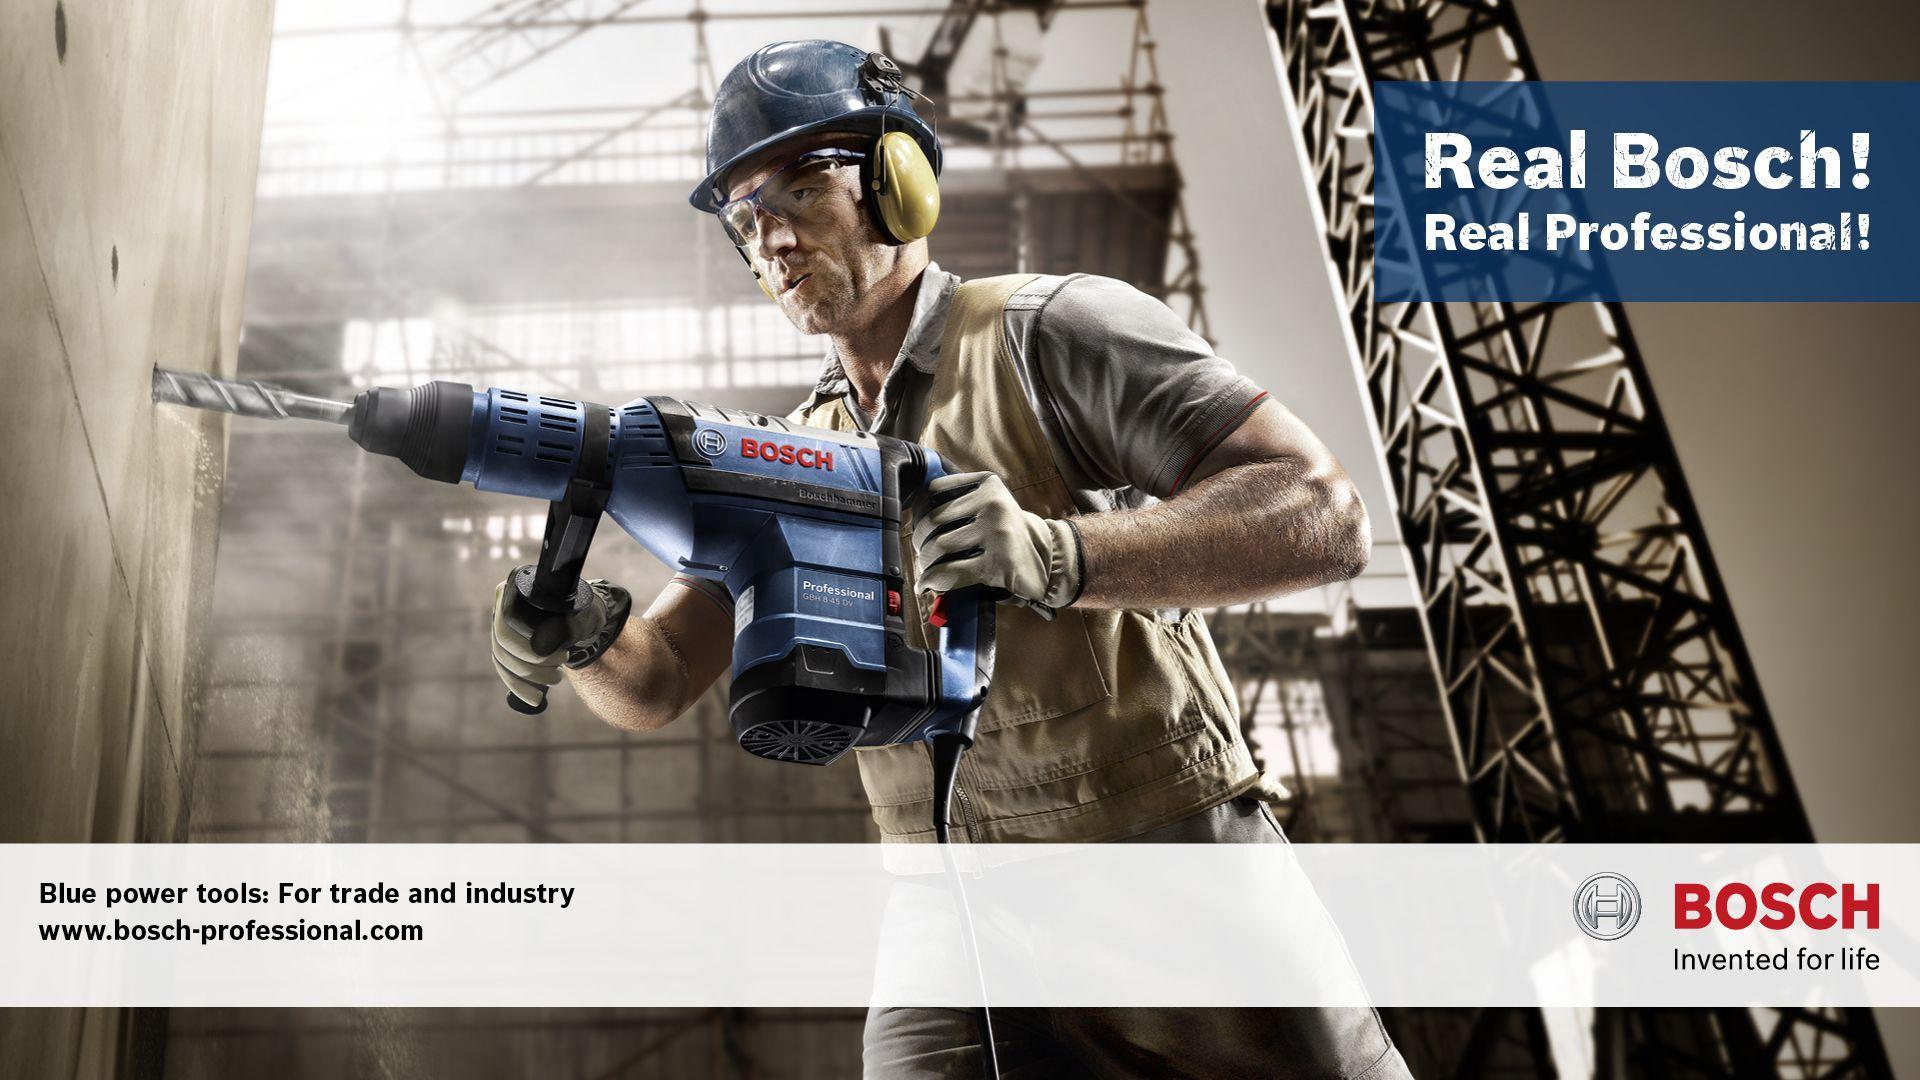 Real Bosch!
Real Professional!
BOSCH
Boschhammer
Professional
GBH 8-45 DV
Blue power tools: For trade and industry
www.bosch-professional.com
BOSCH
Invented for life